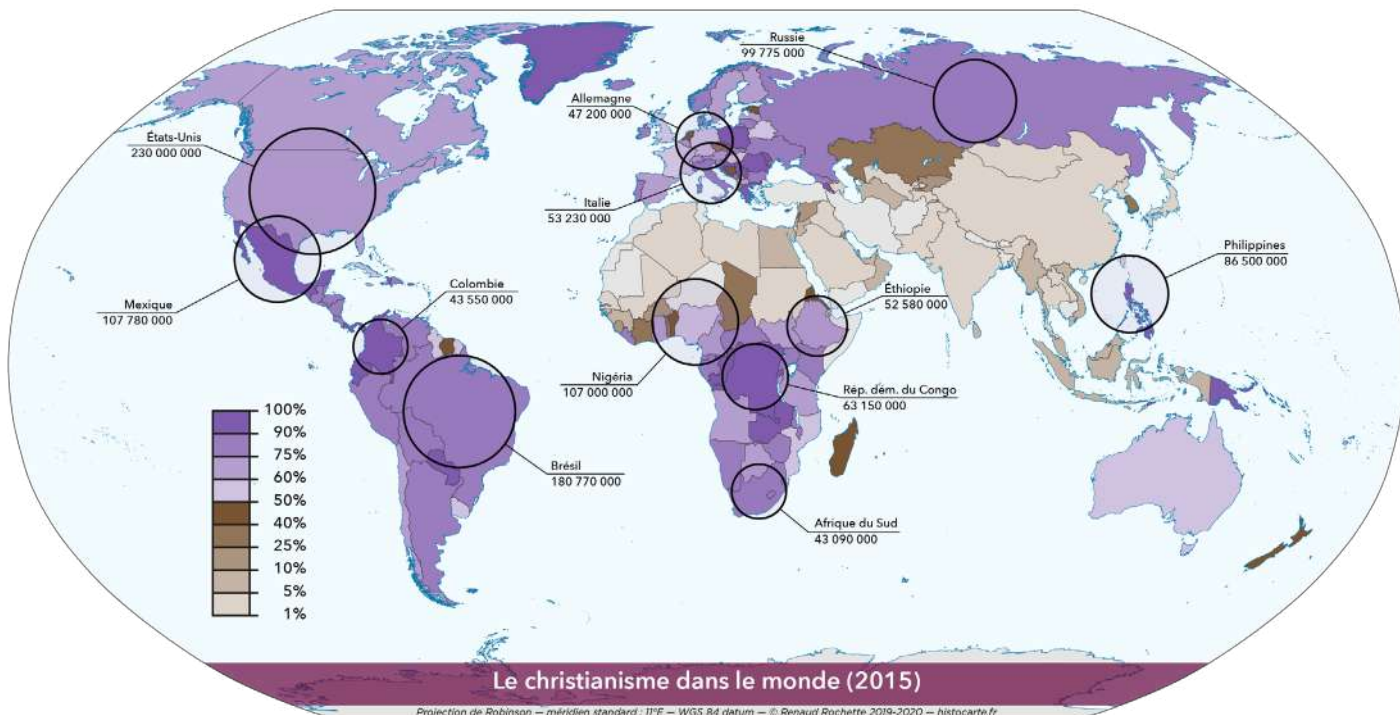 Russie
99 775 000
Allemagne
47 200 000
États-Unis
230 000 000
Italie
53 230 000
Philippines
86 500 000
Colombie
43 550 000
Éthiopie
52 580 000
Mexique
107 780 000
Nigéria
107 000 000
Rép. dém. du Congo
63 150 000
100%
90%
75%
60%
50%
40%
25%
10%
5%
1%
Brésil
180 770 000
Afrique du Sud
43 090 000
Le christianisme dans le monde (2015)
Projection de Robinson — méridien standard : 11°E — WGS 84 datum — © Renaud Rochette 2019-2020 — histocarte.fr